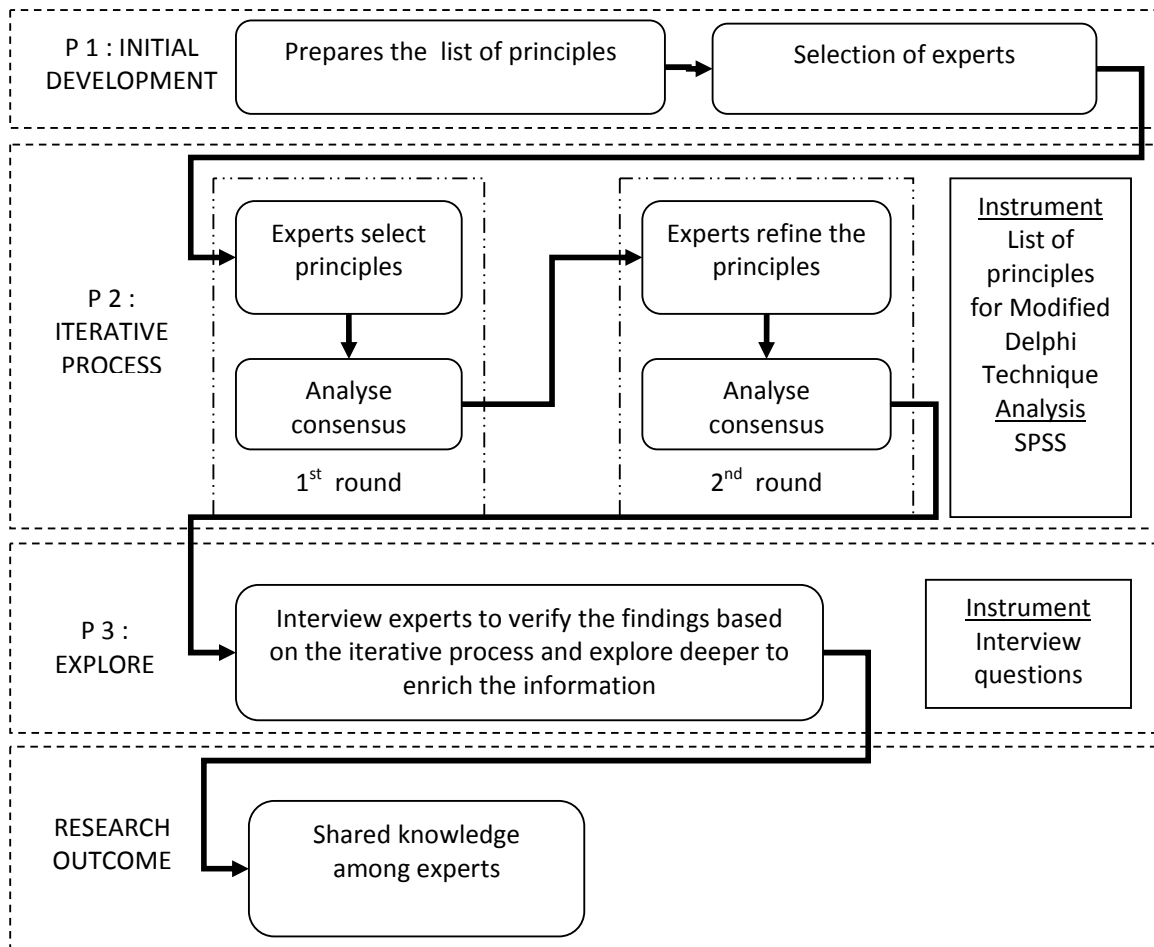 P 1 : INITIAL
DEVELOPMENT
Prepares the list of principles
Selection of experts
P 2 :
ITERATIVE
PROCESS
Experts select
principles
Analyse
consensus
1st round
Experts refine the
principles
Analyse
consensus
2nd round
Instrument
List of
principles
for Modified
Delphi
Technique
Analysis
SPSS
P 3 :
EXPLORE
Interview experts to verify the findings based
on the iterative process and explore deeper to
enrich the information
Instrument
Interview
questions
RESEARCH
OUTCOME
Shared knowledge
among experts